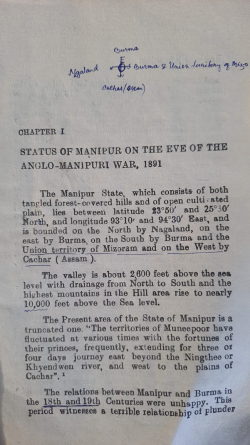 Burma
Nagaland Burma & Union territory of Mizo
Cachar (Assam)
CHAPTER I
STATUS OF MANIPUR ON THE EVE OF THE
ANGLO-MANIPURI WAR, 1891
The Manipur State, which consists of both
tangled forest-covered hills and of open cultivated
plain, lies between latitude 23°50' and 25°30'
North, and longitude 93°10' and 94°30' East, and
is bounded on the North by Nagaland, on the
east by Burma, on the South by Burma and the
Union territory of Mizoram and on the West by
Cachar ( Assam ).
The valley is about 2,600 feet above the sea
level with drainage from North to South and the
highest mountains in the Hill area rise to nearly
10,000 feet above the Sea level.
The Present area of the State of Manipur is a
truncated one. "The territories of Muneepoor have
fluctuated at various times with the fortunes of
their princes, frequently, extending for three or
four days journey east beyond the Ningthee or
Khyendwen river, and west to the plains of
Cachar". 1
The relations between Manipur and Burma in
the 18th and 19th Centuries were unhappy. This
period witnesses a terrible relationship of plunder